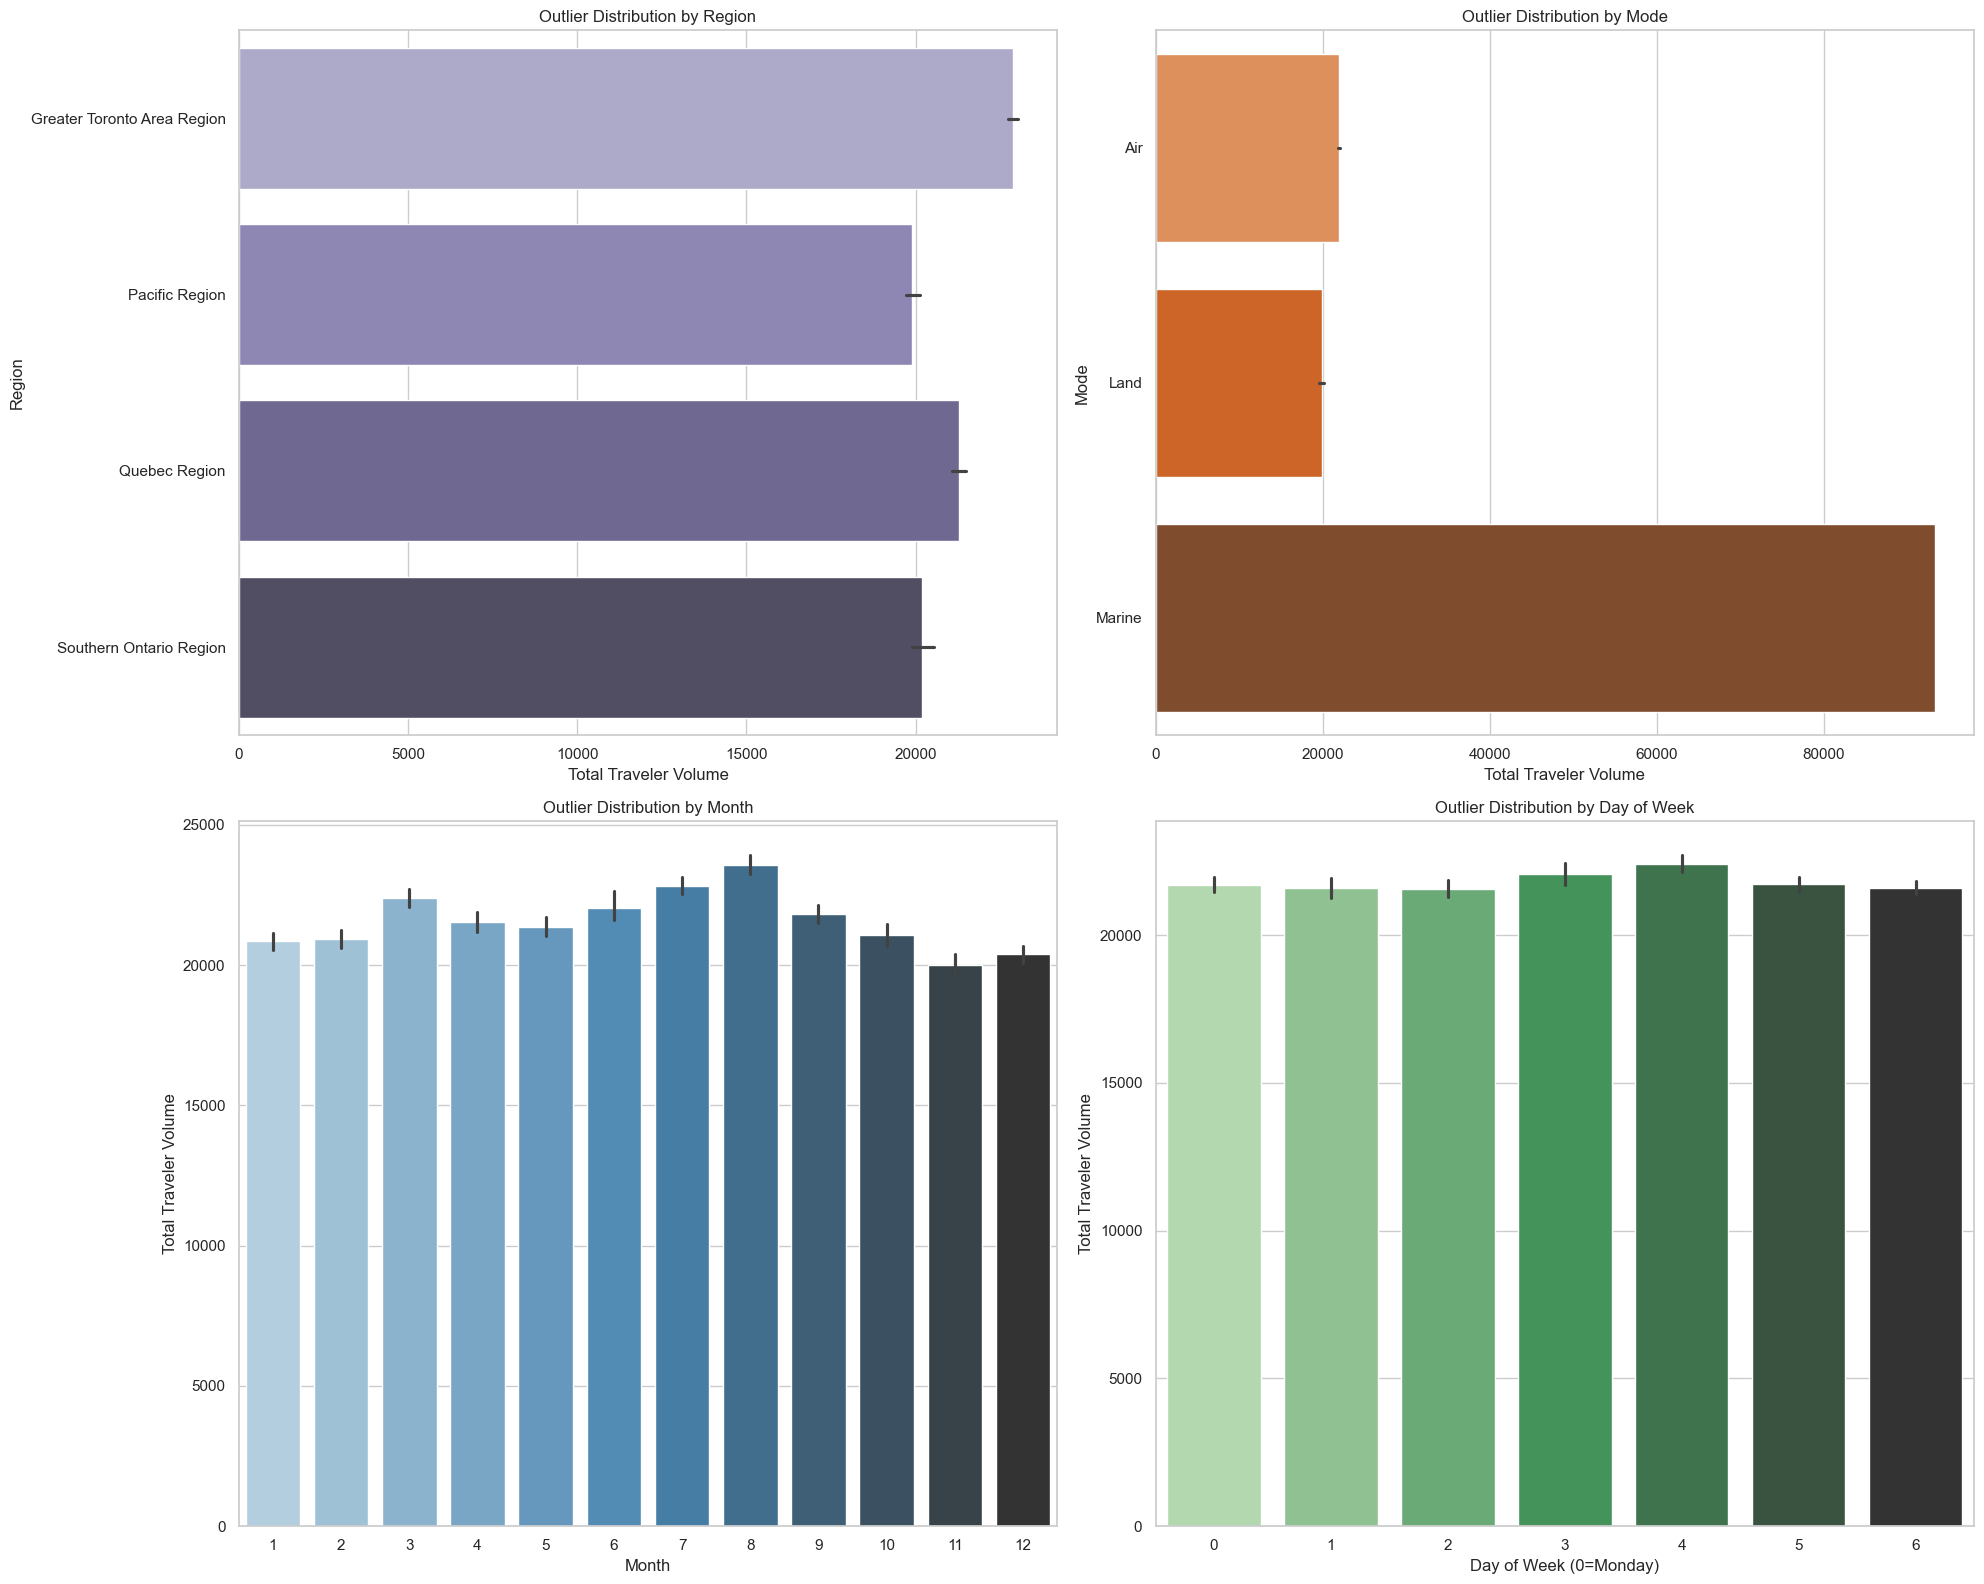 Outlier Distribution by Region
Greater Toronto Area Region
Pacific Region
Quebec Region
Southern Ontario Region
Region
0 5000 10000 15000 20000
Total Traveler Volume
Outlier Distribution by Mode
Air
Land
Marine
Mode
0 20000 40000 60000 80000
Total Traveler Volume
Outlier Distribution by Month
25000
20000
15000
10000
5000
0
Total Traveler Volume
1 2 3 4 5 6 7 8 9 10 11 12
Month
Outlier Distribution by Day of Week
20000
15000
10000
5000
0
Total Traveler Volume
0 1 2 3 4 5 6
Day of Week (0=Monday)